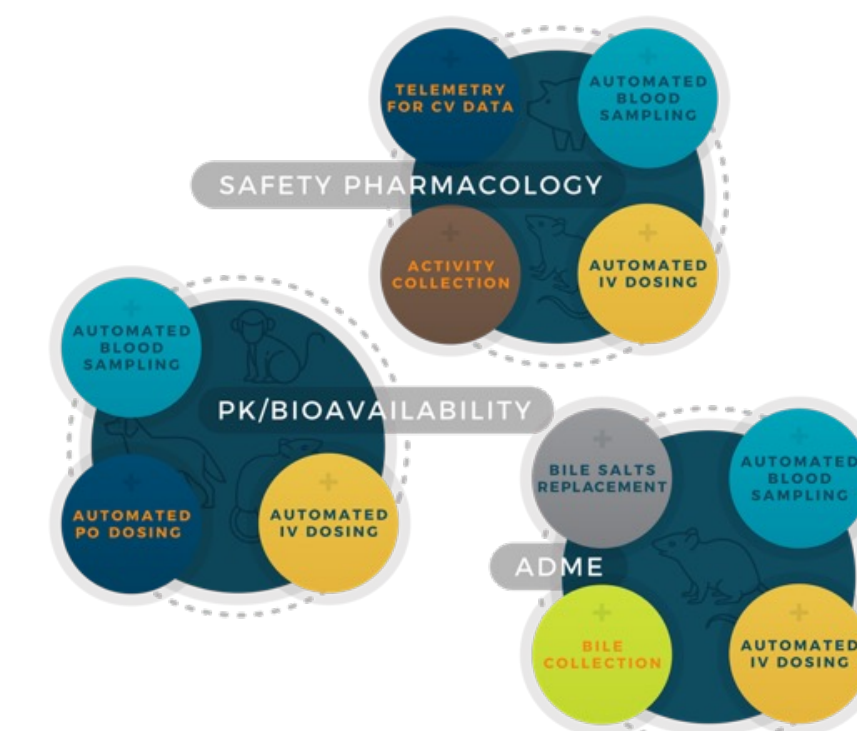 TELEMETRY
FOR CV DATA
AUTOMATED
BLOOD
SAMPLING
SAFETY PHARMACOLOGY
ACTIVITY
COLLECTION
AUTOMATED
IV DOSING
AUTOMATED
BLOOD
SAMPLING
PK/BIOAVAILABILITY
AUTOMATED
PO DOSING
AUTOMATED
IV DOSING
BILE SALTS
REPLACEMENT
AUTOMATED
BLOOD
SAMPLING
ADME
BILE
COLLECTION
AUTOMATED
IV DOSING